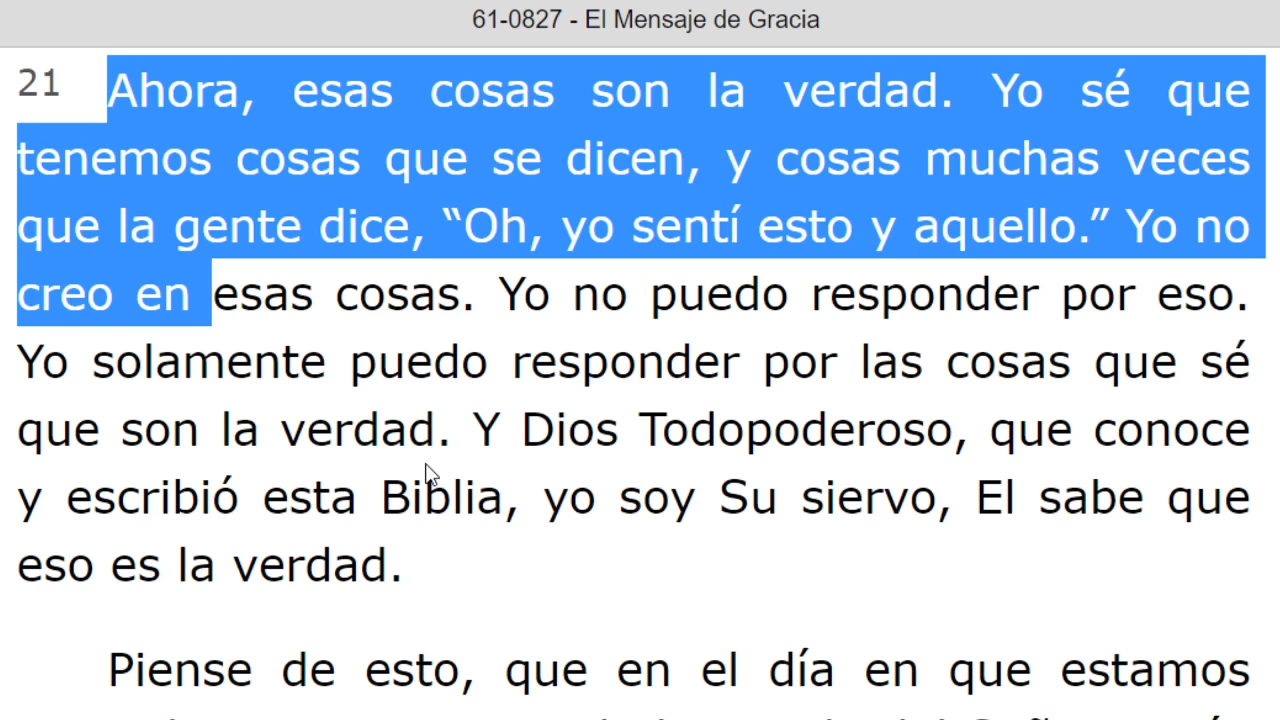 61-0827 - El Mensaje de Gracia
21 Ahora, esas cosas son la verdad. Yo sé que
tenemos cosas que se dicen, y cosas muchas veces
que la gente dice, “Oh, yo sentí esto y aquello.” Yo no
creo en esas cosas. Yo no puedo responder por eso.
Yo solamente puedo responder por las cosas que sé
que son la verdad. Y Dios Todopoderoso, que conoce
y escribió esta Biblia, yo soy Su siervo, El sabe que
eso es la verdad.
Piense de esto, que en el día en que estamos